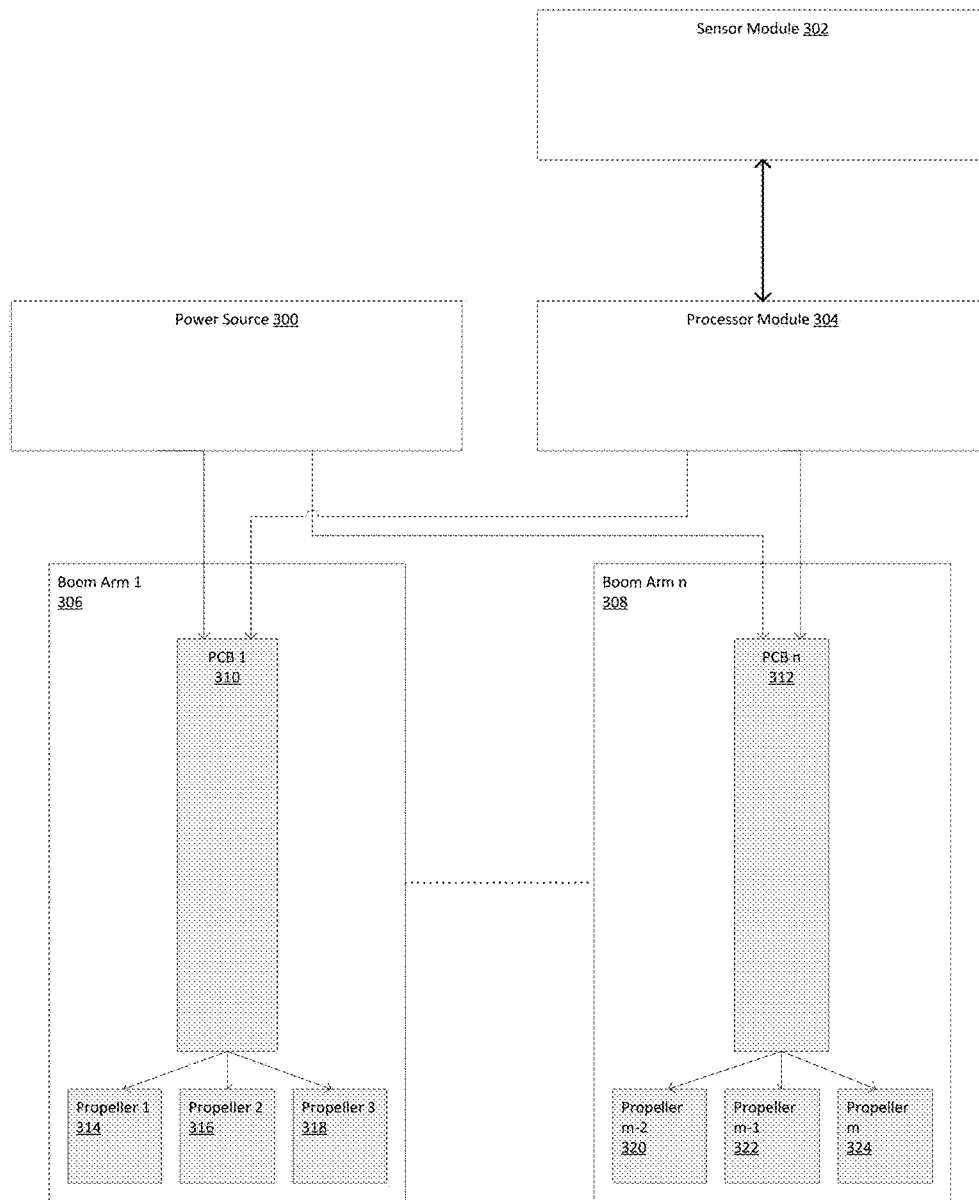 Sensor Module 302
Power Source 300
Processor Module 304
Boom Arm 1
306
Boom Arm n
308
PCB 1
310
PCB n
312
Propeller 1
314
Propeller 2
316
Propeller 3
318
Propeller
m-2
320
Propeller
m-1
322
Propeller
m
324